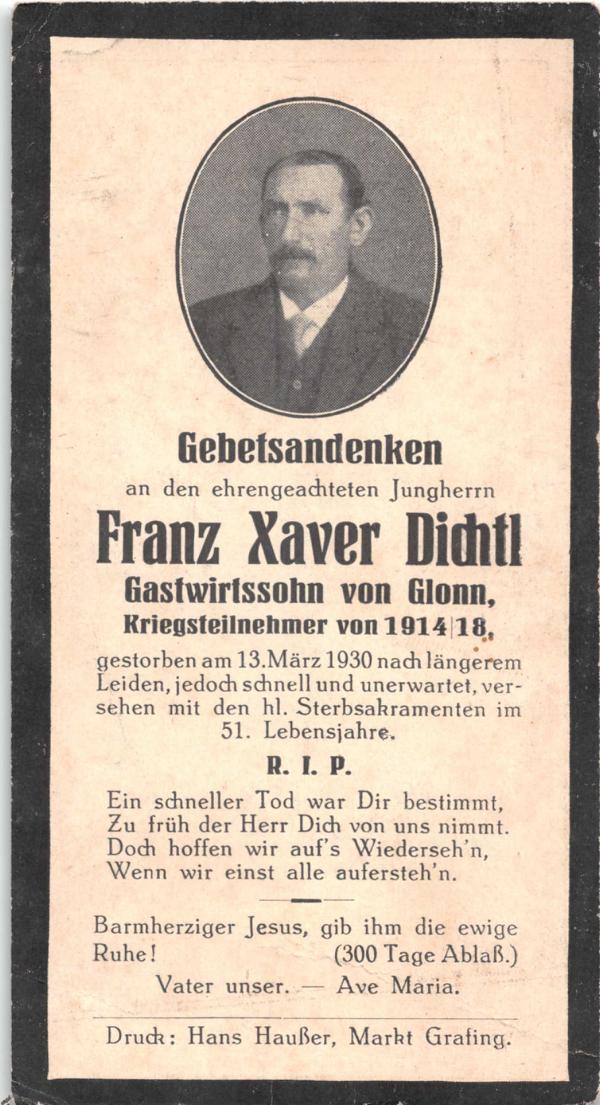 Gebetsandenken
an den ehrengeachteten Jungherrn
Franz Xaver Dichtl
Gastwirtssohn von Glonn,
Kriegsteilnehmer von 1914/18,
gestorben am 13. März 1930 nach längerem
Leiden, jedoch schnell und unerwartet, ver-
sehen mit den hl. Sterbsakramenten im
51. Lebensjahre.
R. I. P.
Ein schneller Tod war Dir bestimmt,
Zu früh der Herr Dich von uns nimmt.
Doch hoffen wir auf's Wiederseh'n,
Wenn wir einst alle aufersteh'n.
Barmherziger Jesus, gib ihm die ewige
Ruhe! (300 Tage Ablaß.)
Vater unser. — Ave Maria.
Druck: Hans Haußer, Markt Grafing.